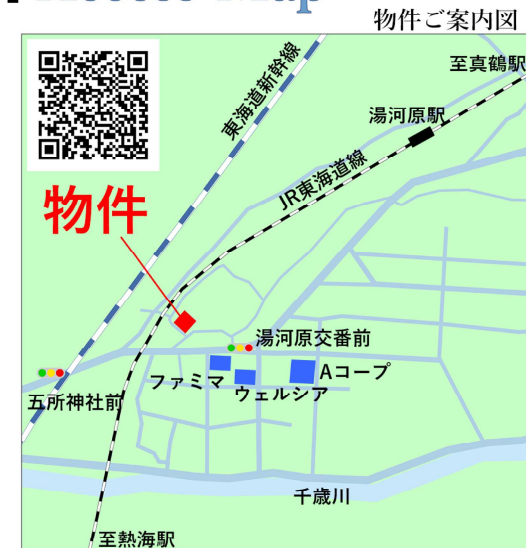 Access Map
物件ご案内図
東海道新幹線
至真鶴駅
湯河原駅
JR東海道線
物件
湯河原交番前
ファミマ
ウェルシア
Aコープ
五所神社前
千歳川
至熱海駅